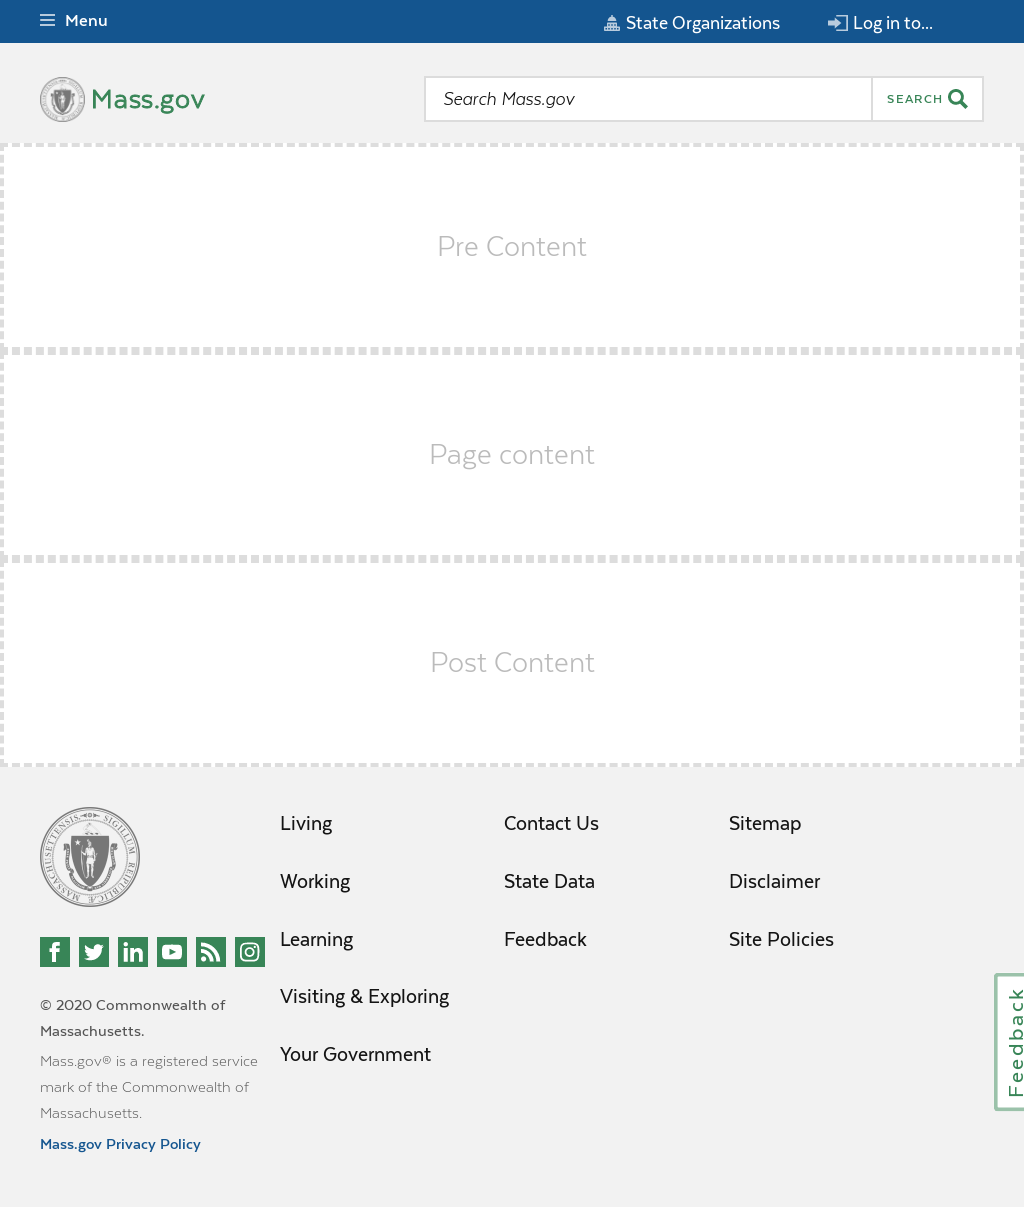 Menu
State Organizations
Log in to...
Mass.gov
Search Mass.gov
SEARCH
Pre Content
Page content
Post Content
SIGILLUM REIPUBLICÆ MASSACHUSETTENSIS
Living
Working
Learning
Visiting & Exploring
Your Government
Contact Us
State Data
Feedback
Sitemap
Disclaimer
Site Policies
© 2020 Commonwealth of
Massachusetts.
Mass.gov® is a registered service
mark of the Commonwealth of
Massachusetts.
Mass.gov Privacy Policy
Feedback